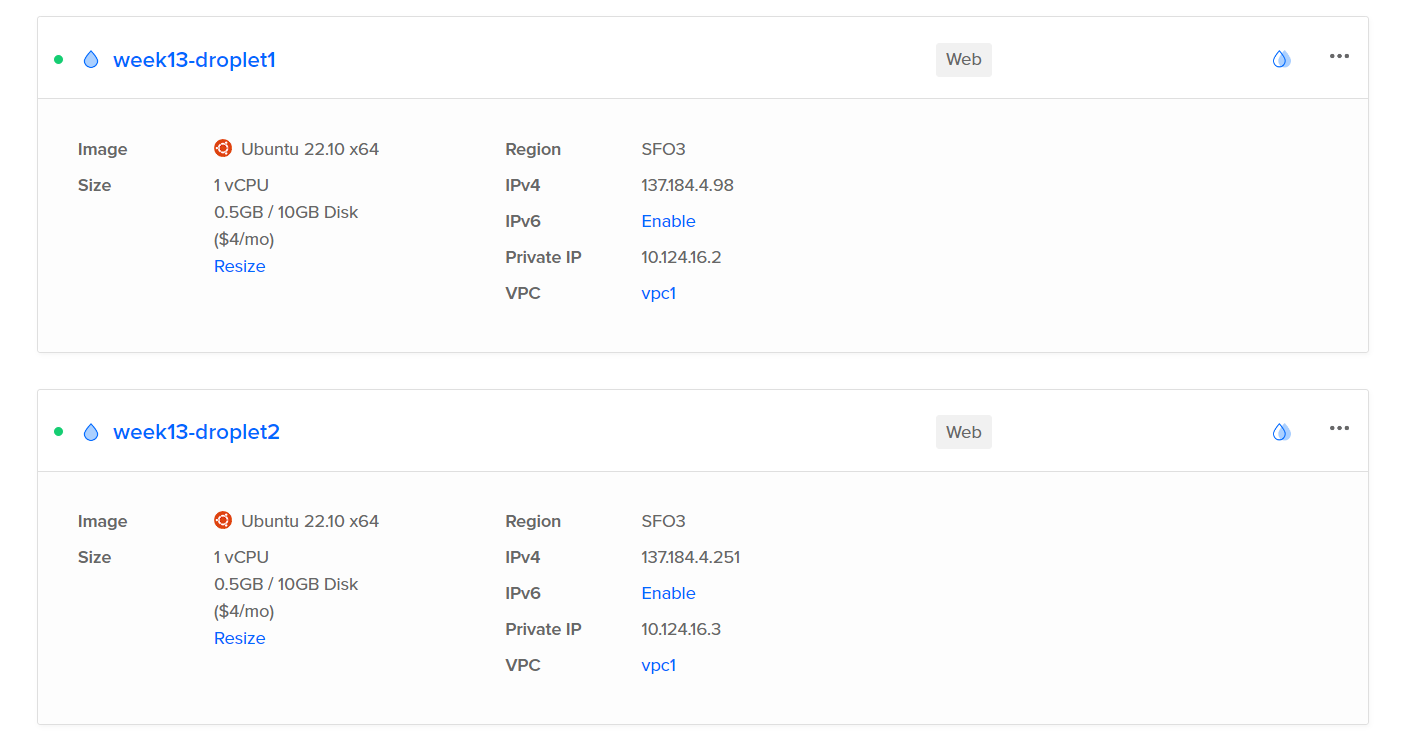 week13-droplet1 Web
Image Ubuntu 22.10 x64 Region SFO3
Size 1 vCPU IPv4 137.184.4.98
0.5GB / 10GB Disk IPv6 Enable
($4/mo) Private IP 10.124.16.2
Resize VPC vpc1
week13-droplet2 Web
Image Ubuntu 22.10 x64 Region SFO3
Size 1 vCPU IPv4 137.184.4.251
0.5GB / 10GB Disk IPv6 Enable
($4/mo) Private IP 10.124.16.3
Resize VPC vpc1